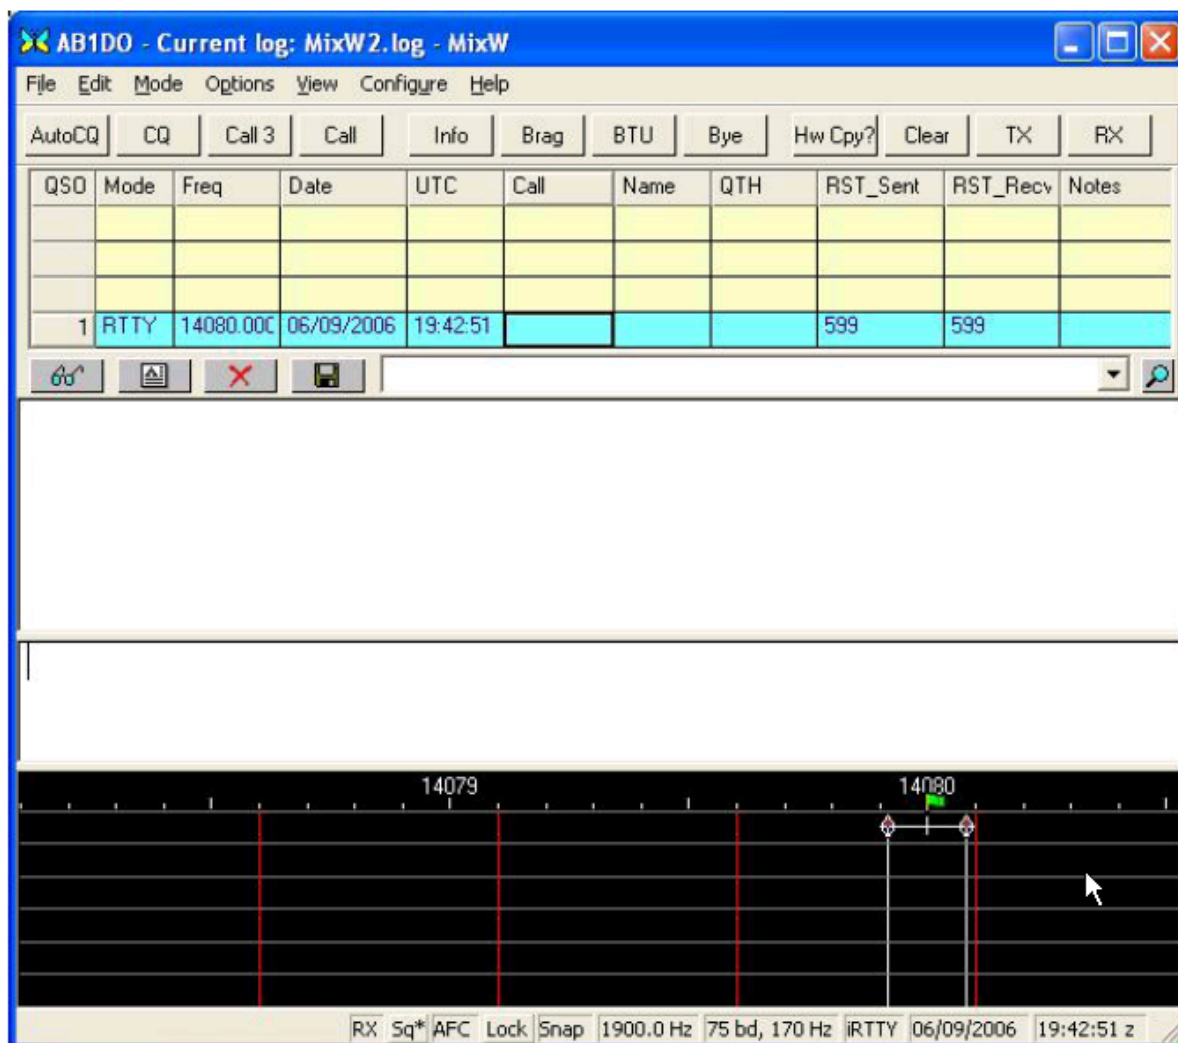 AB1DO - Current log: MixW2.log - MixW
File Edit Mode Options View Configure Help
AutoCQ CQ Call 3 Call Info Brag BTU Bye Hw Cpy? Clear TX RX
QSO Mode Freq Date UTC Call Name QTH RST_Sent RST_Recv Notes
1 RTTY 14080.000 06/09/2006 19:42:51 599 599
14079 14080
RX Sq* AFC Lock Snap 1900.0 Hz 75 bd, 170 Hz iRTTY 06/09/2006 19:42:51 z